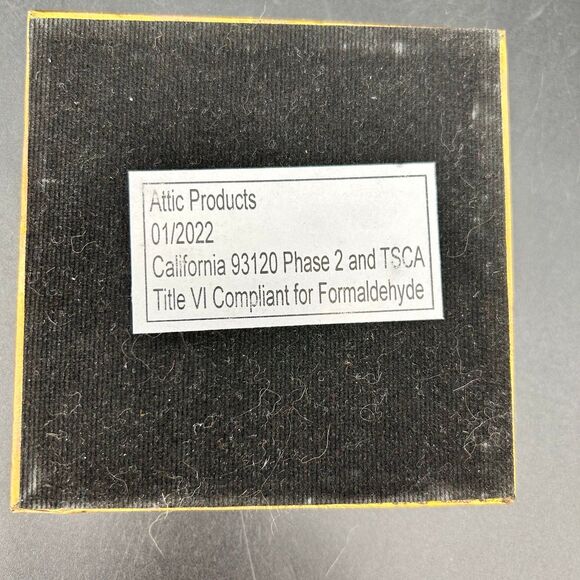 Attic Products
01/2022
California 93120 Phase 2 and TSCA
Title VI Compliant for Formaldehyde